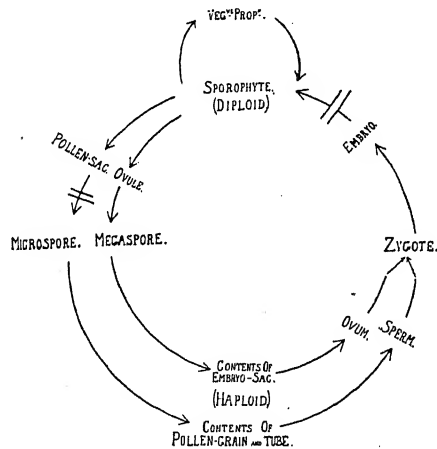 VEG^VE PROP^N.
SPOROPHYTE.
(DIPLOID)
EMBRYO.
POLLEN-SAC. OVULE.
MICROSPORE. MEGASPORE.
ZYGOTE.
OVUM. SPERM.
CONTENTS OF
EMBRYO-SAC.
(HAPLOID)
CONTENTS OF
POLLEN-GRAIN AND TUBE.